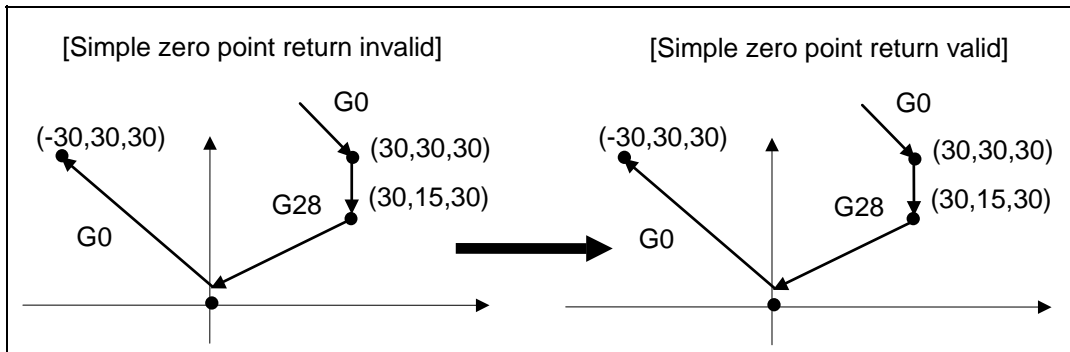 [Simple zero point return invalid]
G0
(-30,30,30)
(30,30,30)
(30,15,30)
G28
G0
[Simple zero point return valid]
G0
(-30,30,30)
(30,30,30)
(30,15,30)
G28
G0